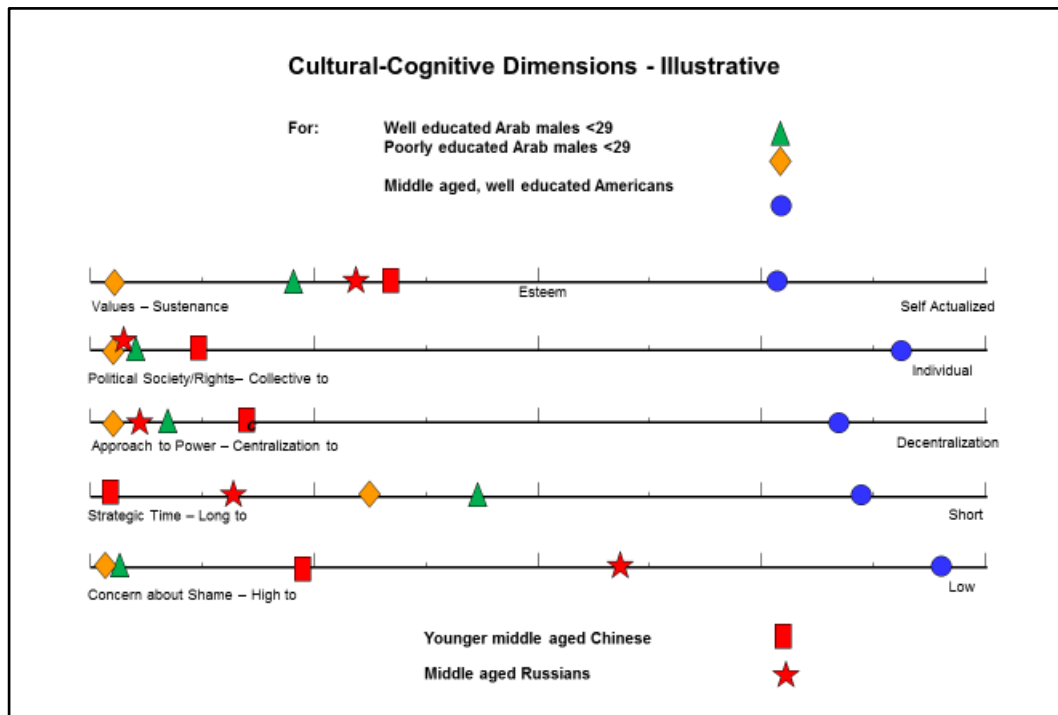 Cultural-Cognitive Dimensions - Illustrative
For: Well educated Arab males <29
Poorly educated Arab males <29
Middle aged, well educated Americans
Values – Sustenance Esteem Self Actualized
Political Society/Rights– Collective to Individual
Approach to Power – Centralization to Decentralization
Strategic Time – Long to Short
Concern about Shame – High to Low
Younger middle aged Chinese
Middle aged Russians